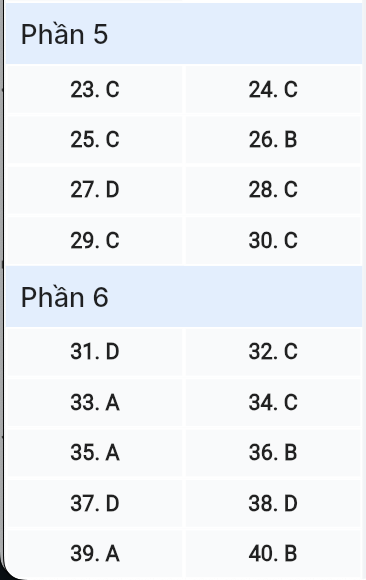 Phần 5
23. C 24. C
25. C 26. B
27. D 28. C
29. C 30. C
Phần 6
31. D 32. C
33. A 34. C
35. A 36. B
37. D 38. D
39. A 40. B